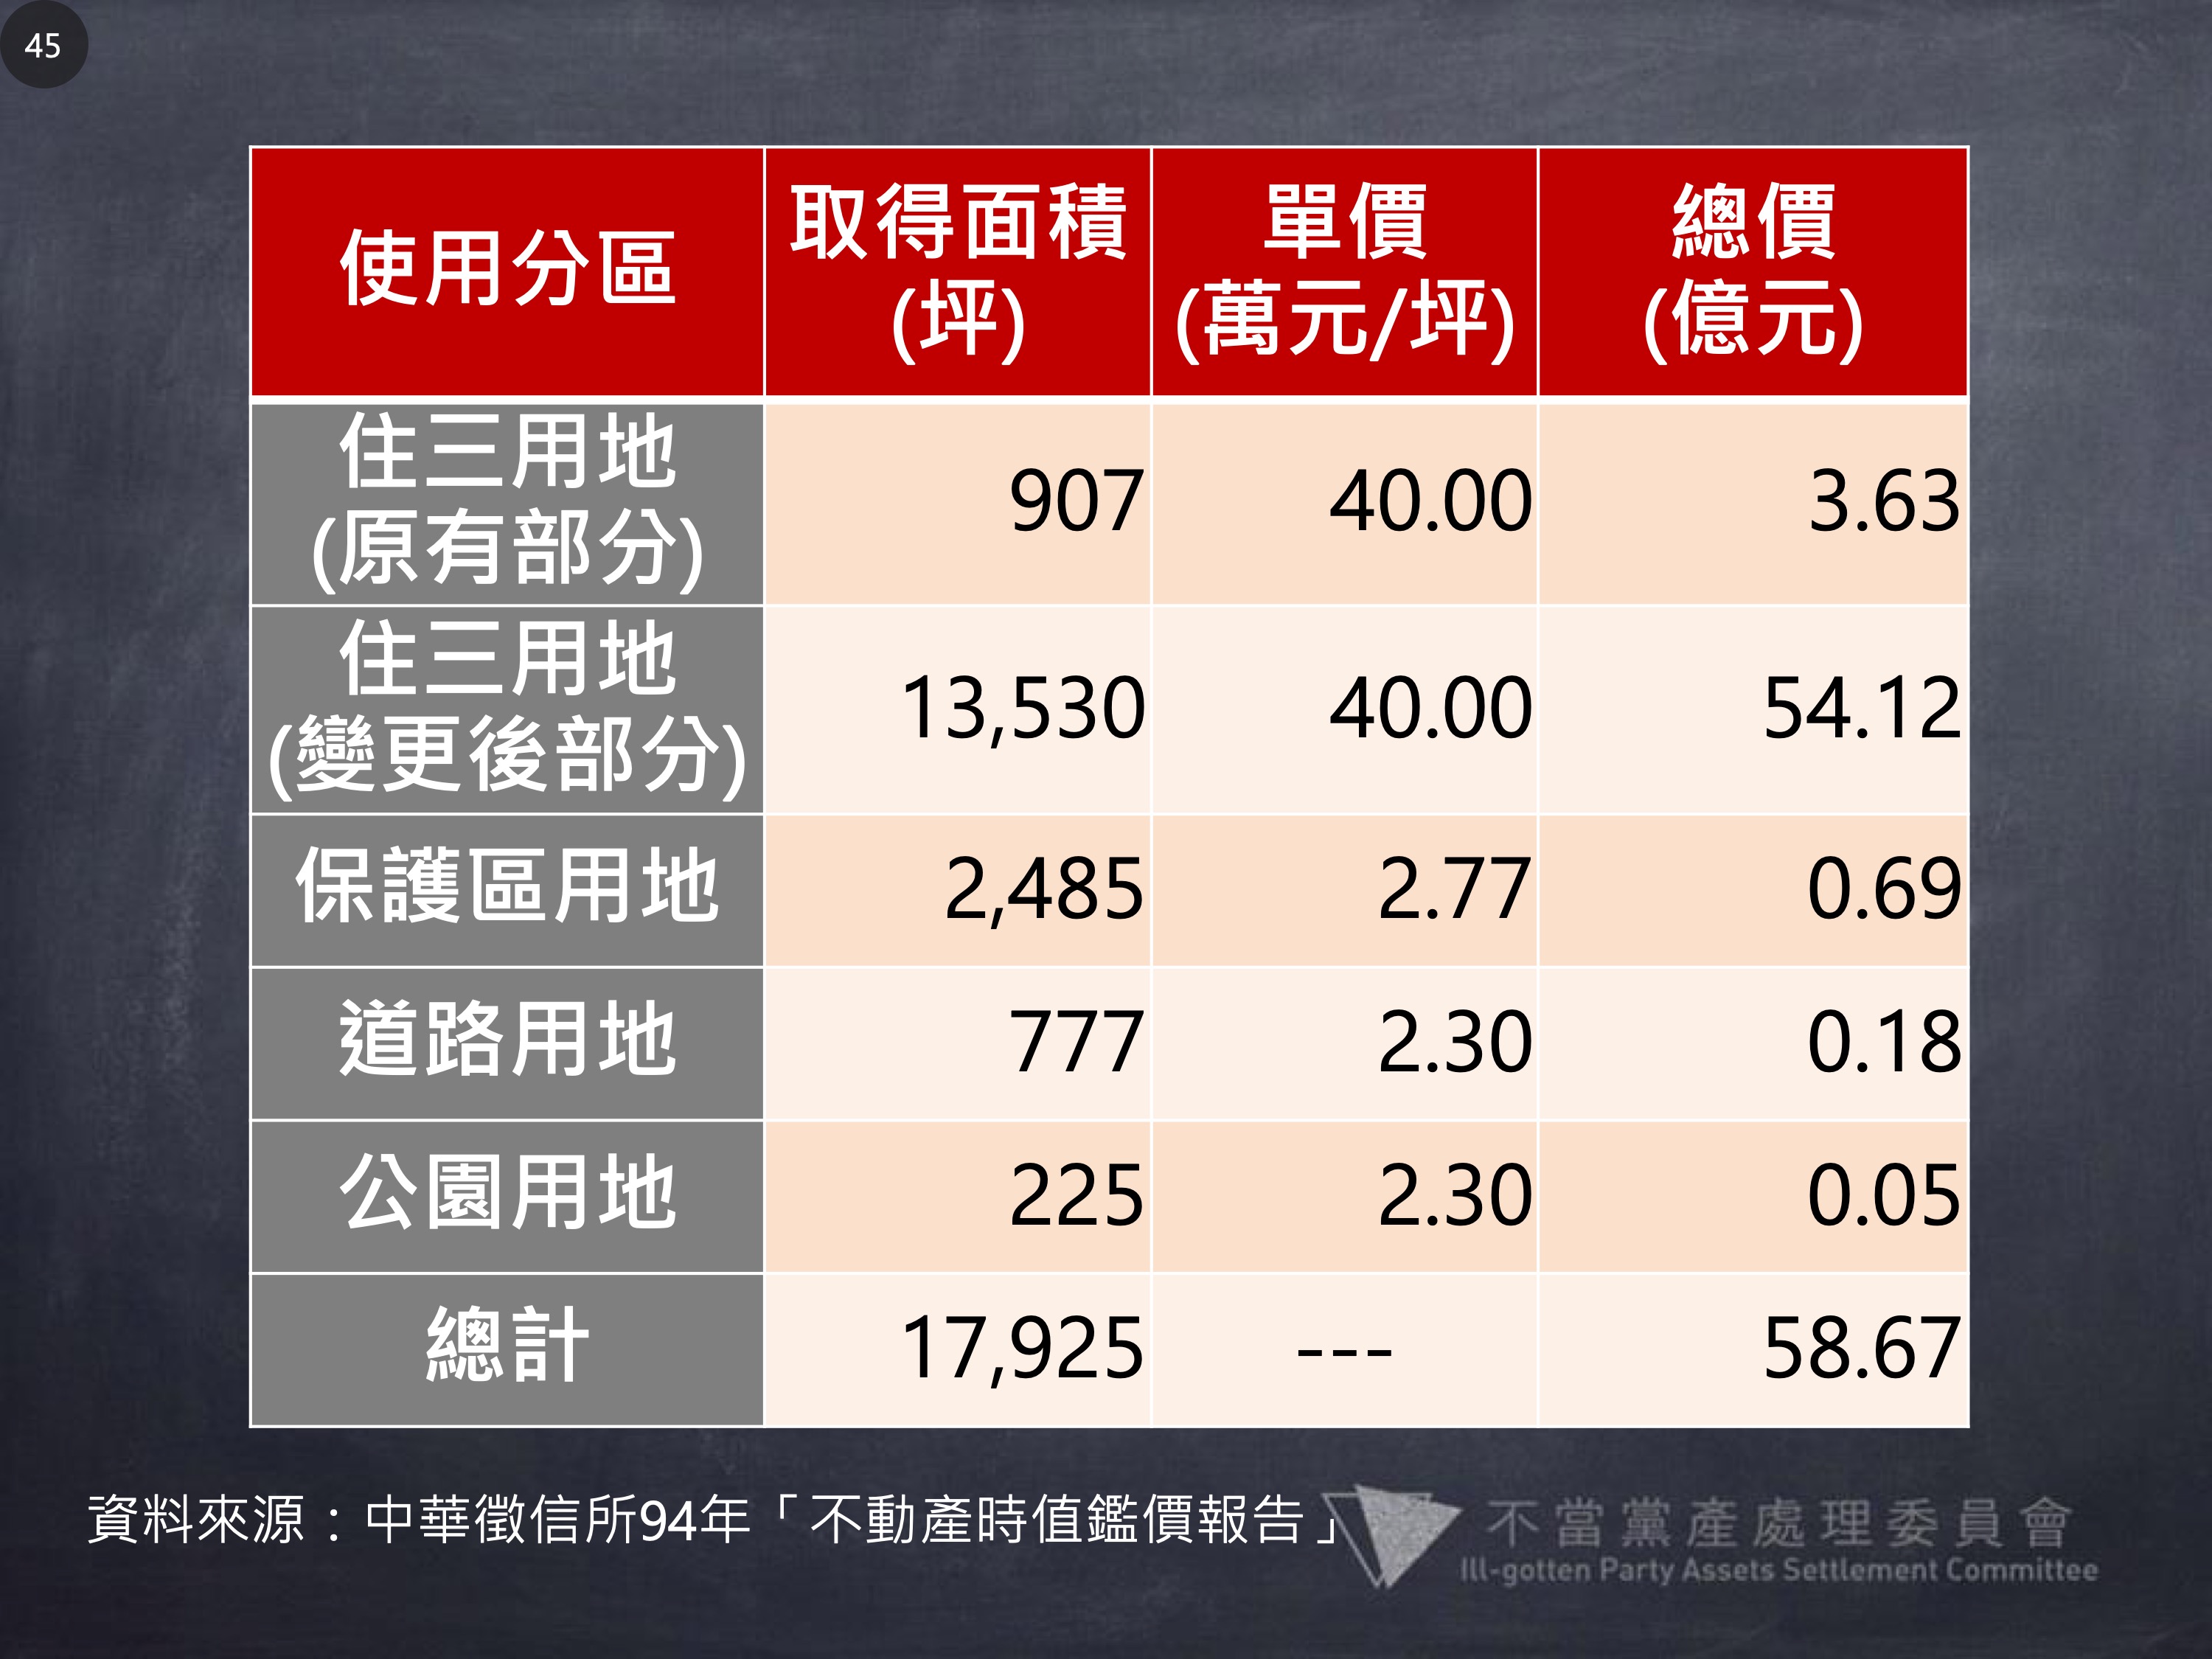 45
使用分區
取得面積
(坪)
單價
(萬元/坪)
總價
(億元)
住三用地
(原有部分)
907
40.00
3.63
住三用地
(變更後部分)
13,530
40.00
54.12
保護區用地
2,485
2.77
0.69
道路用地
777
2.30
0.18
公園用地
225
2.30
0.05
總計
17,925
---
58.67
資料來源：中華徵信所94年「不動產時值鑑價報告」
不當黨產處理委員會
Ill-gotten Party Assets Settlement Committee